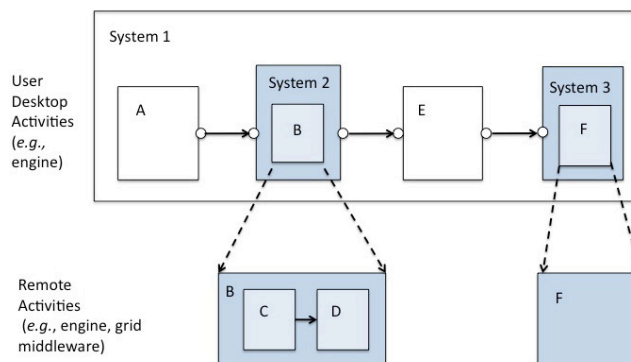 System 1
User
Desktop
Activities
(e.g.,
engine)
A
System 2
B
E
System 3
F
Remote
Activities
(e.g., engine, grid
middleware)
B
C
D
F